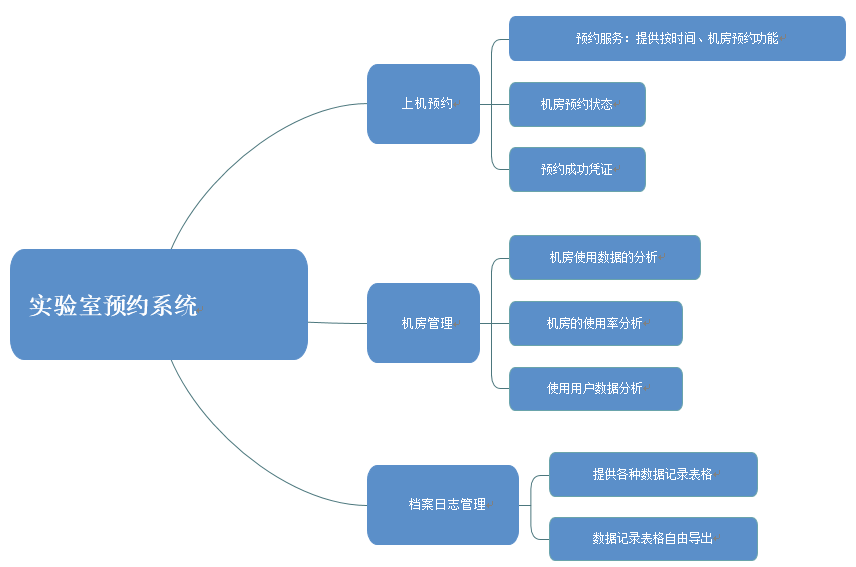 实验室预约系统
上机预约
预约服务：提供按时间、机房预约功能
机房预约状态
预约成功凭证
机房管理
机房使用数据的分析
机房的使用率分析
使用用户数据分析
档案日志管理
提供各种数据记录表格
数据记录表格自由导出